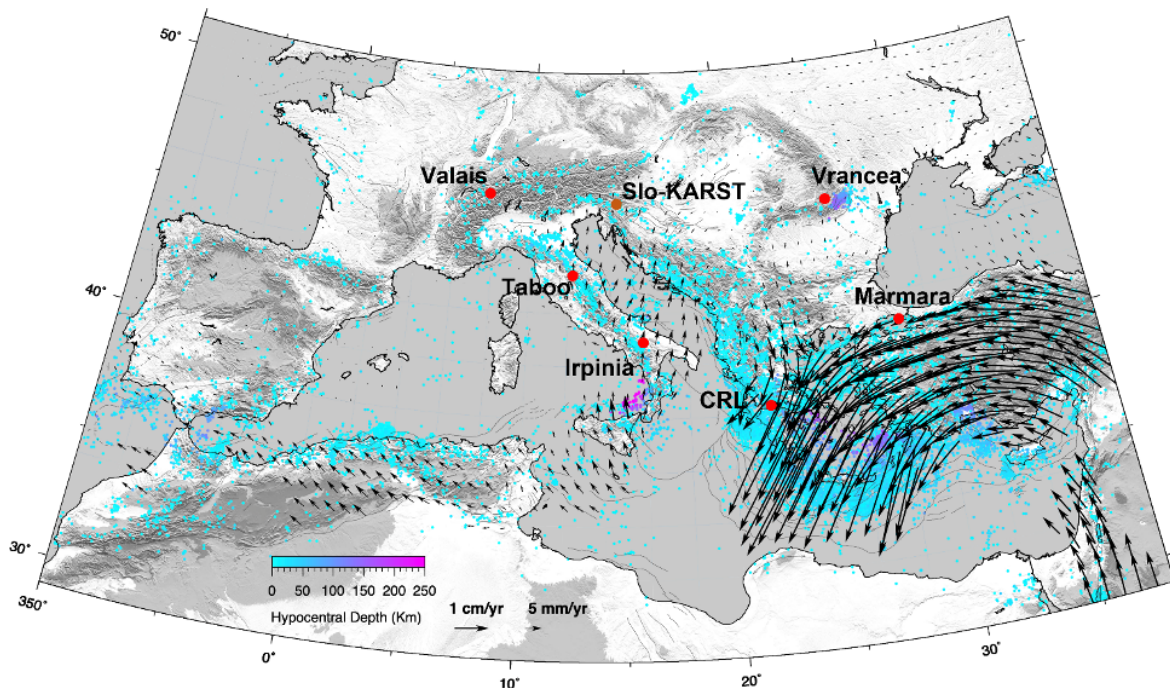 50°
Valais
Slo-KARST
Vrancea
40°
Taboo
Marmara
40°
Irpinia
CRL
30°
350°
0 50 100 150 200 250
Hypocentral Depth (Km)
1 cm/yr 5 mm/yr
30°
0°
10°
20°